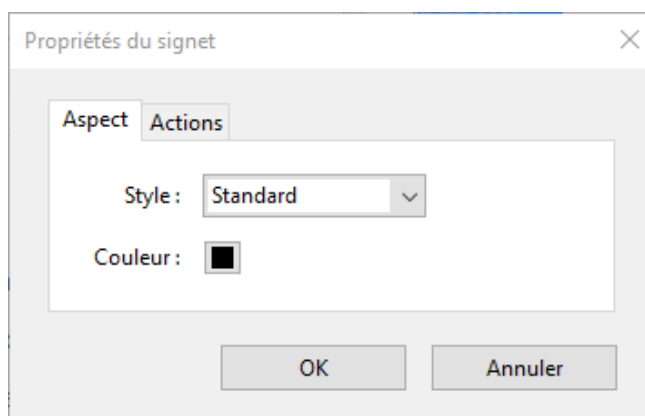 Propriétés du signet
Aspect Actions
Style : Standard
Couleur :
OK Annuler